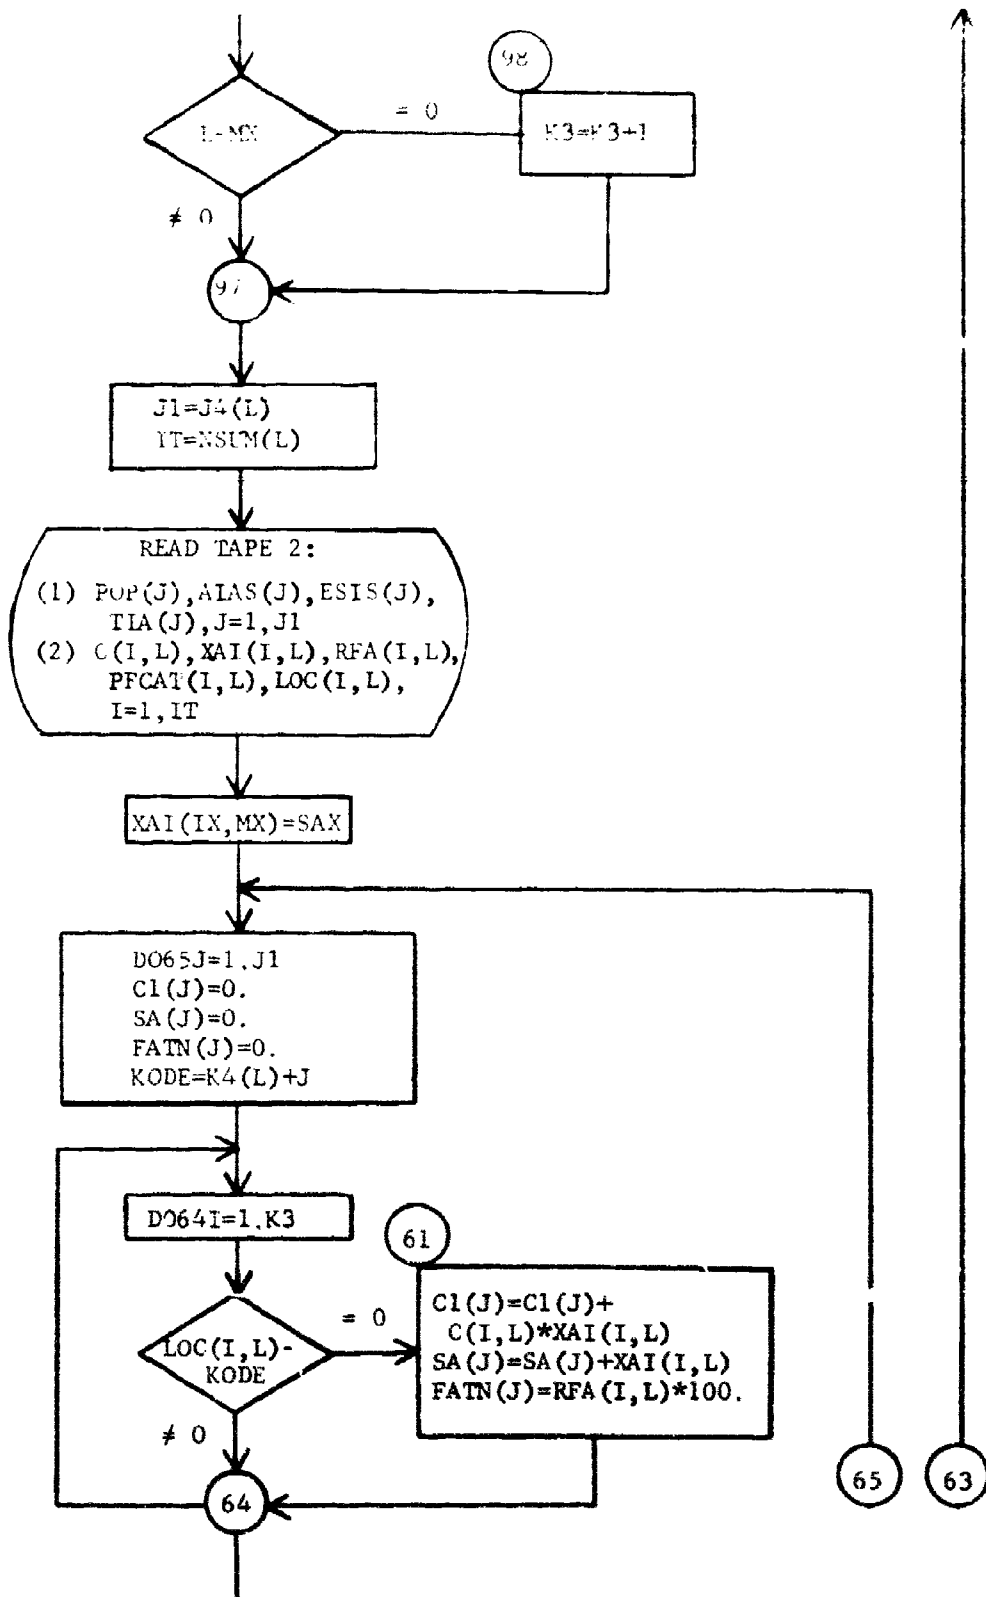 98
= 0
L-MX
K3=K3+1
≠ 0
97
J1=J4(L)
IT=NSUM(L)
READ TAPE 2:
(1) POP(J),AIAS(J),ESIS(J),
TIA(J),J=1,J1
(2) C(I,L),XAI(I,L),RFA(I,L),
PFCAT(I,L),LOC(I,L),
I=1,IT
XAI(IX,MX)=SAX
DO65J=1,J1
C1(J)=0.
SA(J)=0.
FATN(J)=0.
KODE=K4(L)+J
DO64I=1,K3
61
= 0
LOC(I,L)-
KODE
C1(J)=C1(J)+
C(I,L)*XAI(I,L)
SA(J)=SA(J)+XAI(I,L)
FATN(J)=RFA(I,L)*100.
≠ 0
64
65
63